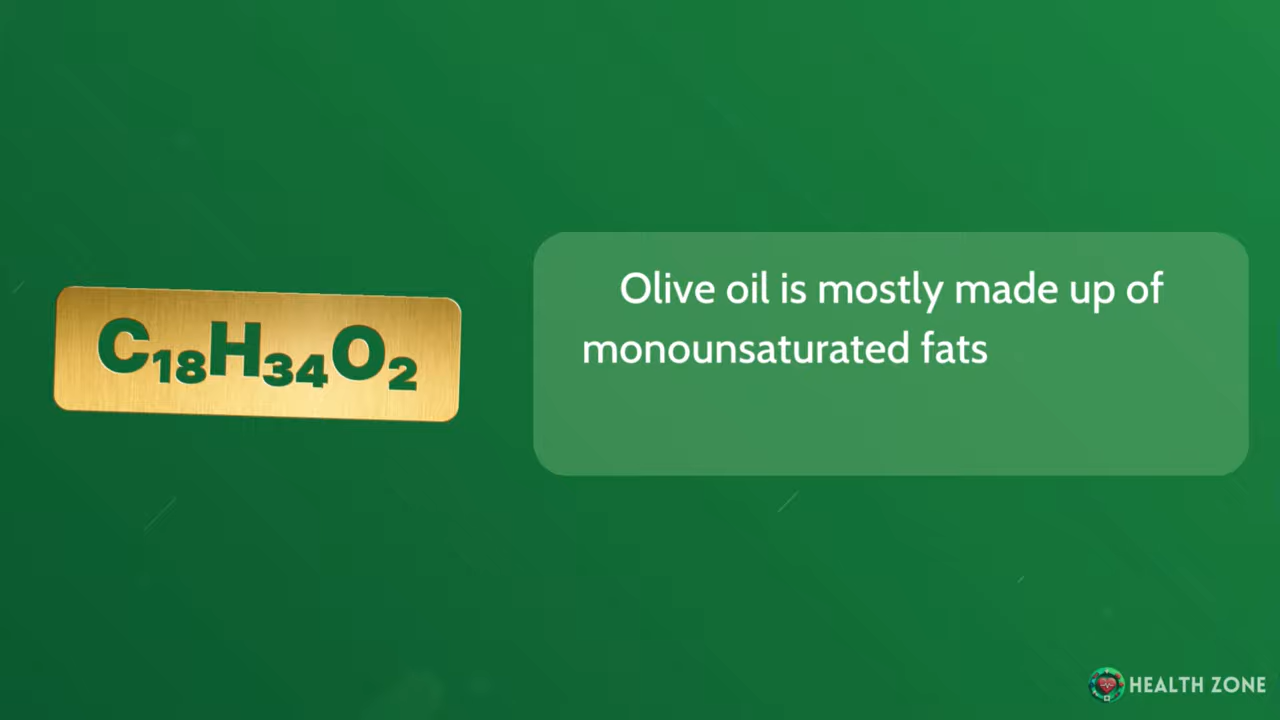 C₁₈H₃₄O₂
Olive oil is mostly made up of
monounsaturated fats
HEALTH ZONE